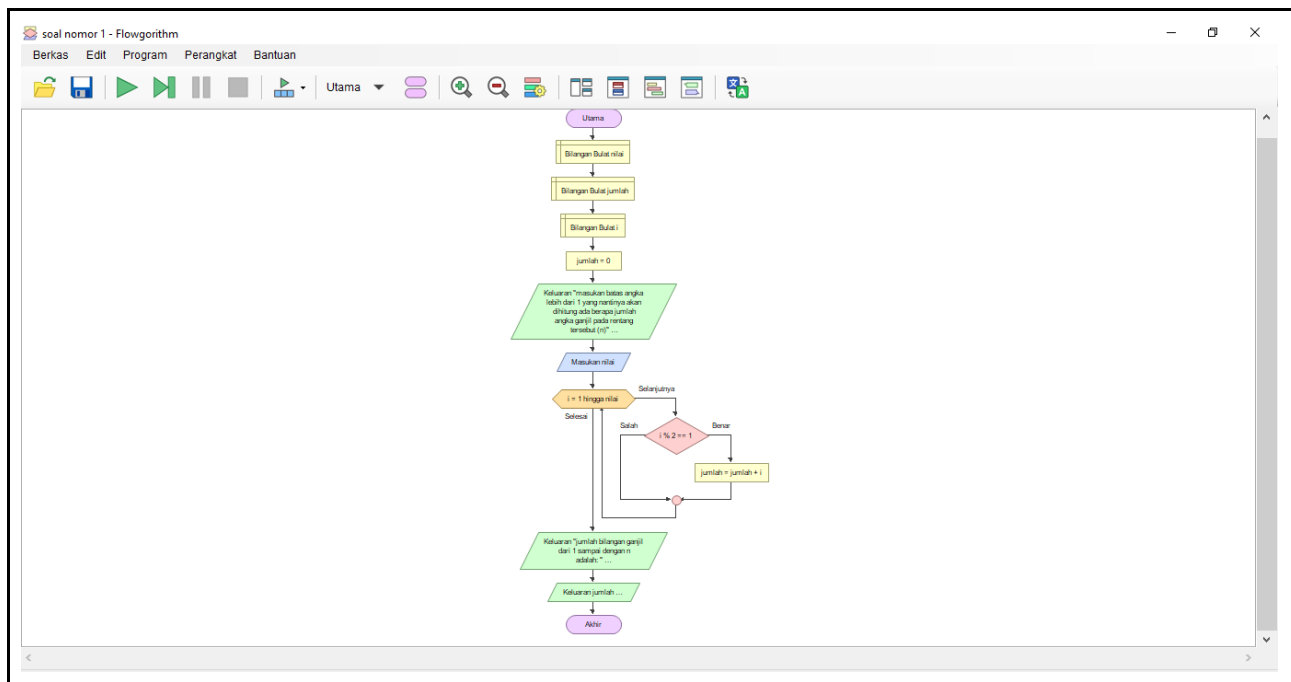 soal nomor 1 - Flowgorithm
Berkas Edit Program Perangkat Bantuan
Utama
Utama
Bilangan Bulat nilai
Bilangan Bulat jumlah
Bilangan Bulat i
jumlah = 0
Keluaran "masukan batas angka
lebih dari 1 yang nantinya akan
dihitung ada berapa jumlah
angka ganjil pada rentang
tersebut (n)" ...
Masukan nilai
i = 1 hingga nilai
Selanjutnya
Selesai
Salah
i % 2 == 1
Benar
jumlah = jumlah + i
Keluaran "jumlah bilangan ganjil
dari 1 sampai dengan n
adalah: " ...
Keluaran jumlah ...
Akhir